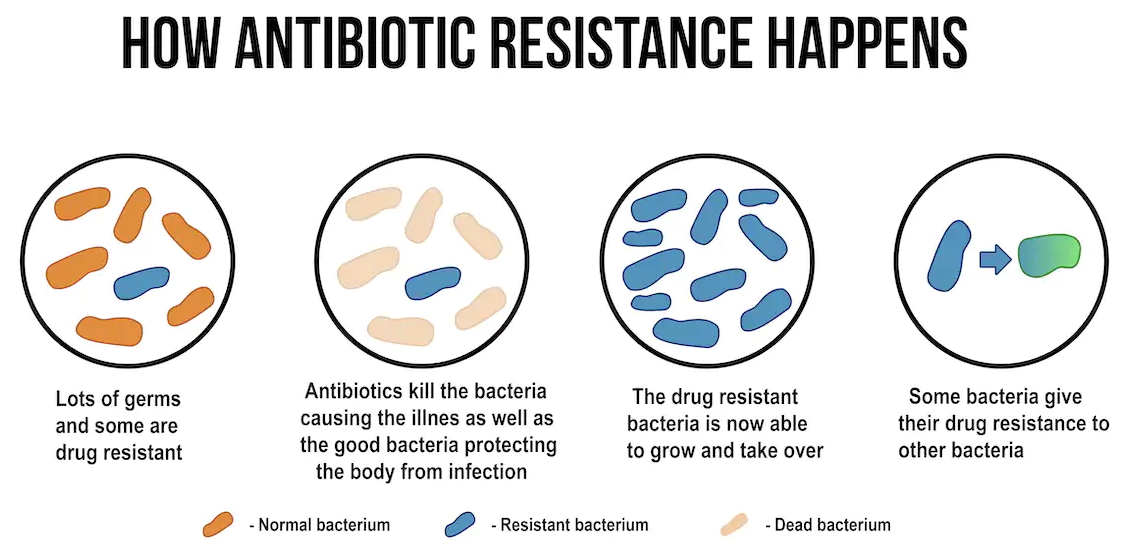 HOW ANTIBIOTIC RESISTANCE HAPPENS
Lots of germs
and some are
drug resistant
Antibiotics kill the bacteria
causing the illnes as well as
the good bacteria protecting
the body from infection
The drug resistant
bacteria is now able
to grow and take over
Some bacteria give
their drug resistance to
other bacteria
- Normal bacterium
- Resistant bacterium
- Dead bacterium